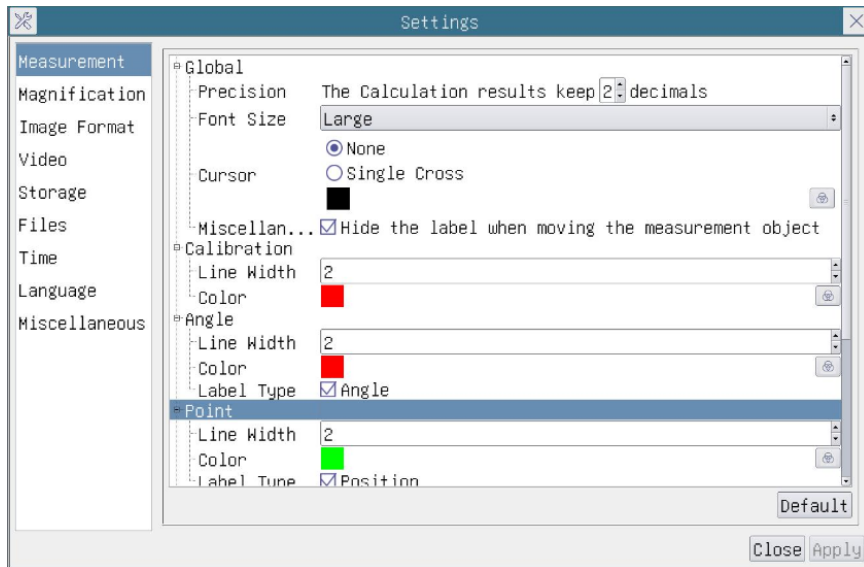 Settings
Measurement
Magnification
Image Format
Video
Storage
Files
Time
Language
Miscellaneous
Global
Precision The Calculation results keep 2 decimals
Font Size Large
None
Cursor Single Cross
Miscellan... Hide the label when moving the measurement object
Calibration
Line Width 2
Color
Angle
Line Width 2
Color
Label Type Angle
Point
Line Width 2
Color
Label Type Position
Default
Close Apply